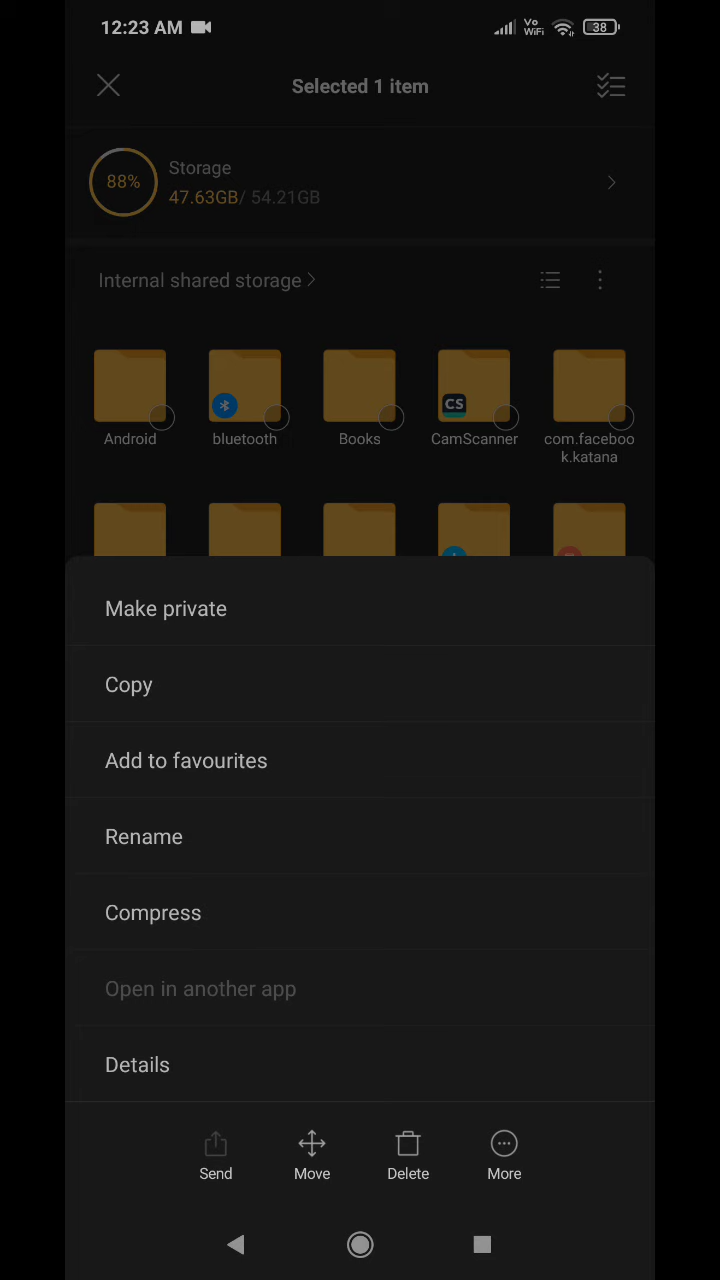 12:23 AM Vo WiFi 38
Selected 1 item
88%
Storage
47.63GB/ 54.21GB
Internal shared storage
CS
Android bluetooth Books CamScanner com.faceboo
k.katana
Make private
Copy
Add to favourites
Rename
Compress
Open in another app
Details
Send Move Delete More